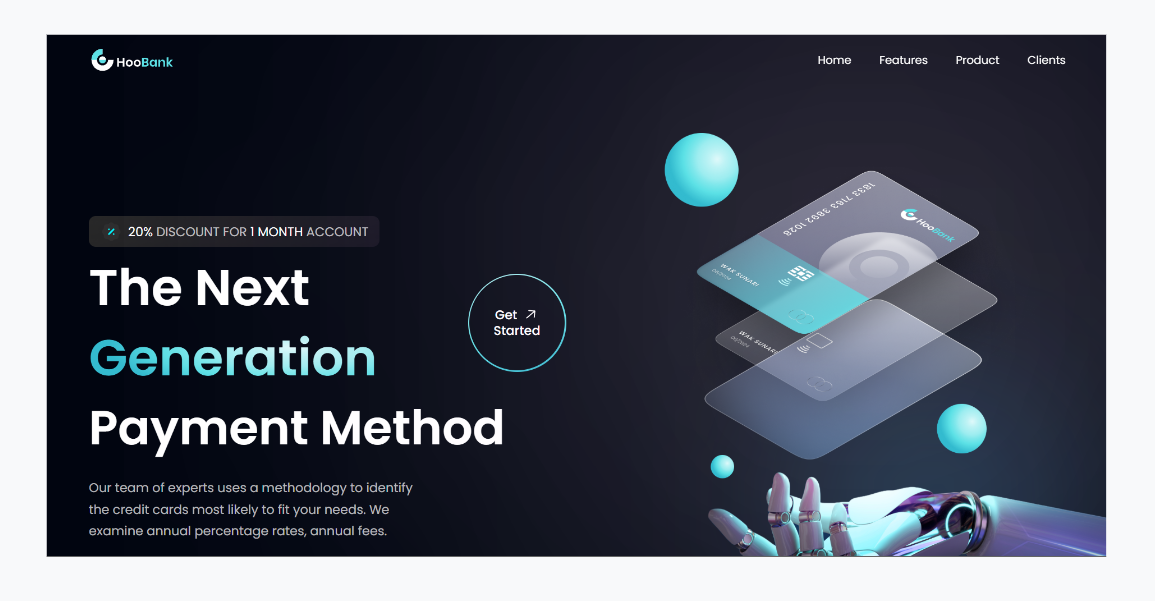 HooBank
Home Features Product Clients
20% DISCOUNT FOR 1 MONTH ACCOUNT
The Next
Generation
Payment Method
Get
Started
Our team of experts uses a methodology to identify
the credit cards most likely to fit your needs. We
examine annual percentage rates, annual fees.
1833 7163 3892 1028
HooBank
WAK SUNARI
WAK SUNARI